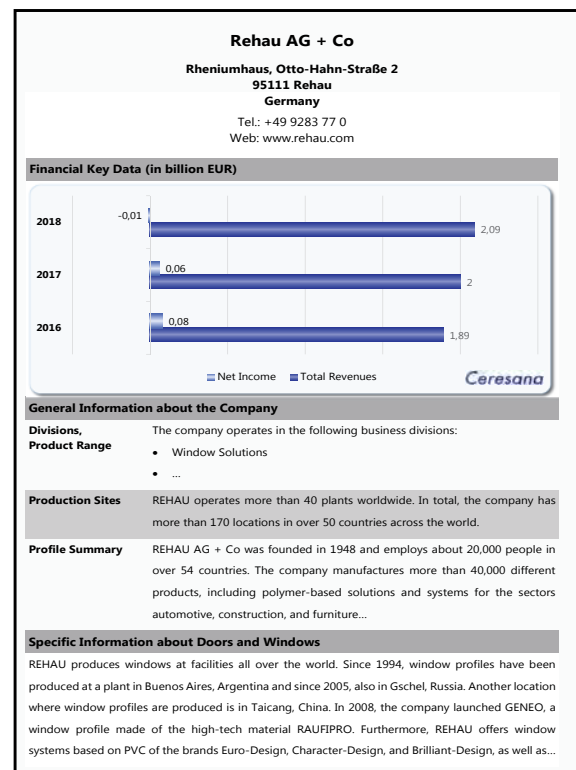 Rehau AG + Co
Rheniumhaus, Otto-Hahn-Straße 2
95111 Rehau
Germany
Tel.: +49 9283 77 0
Web: www.rehau.com
Financial Key Data (in billion EUR)
2018
-0,01
2,09
2017
0,06
2
2016
0,08
1,89
Net Income Total Revenues
Ceresana
General Information about the Company
Divisions, Product Range
The company operates in the following business divisions:
• Window Solutions
• ...
Production Sites
REHAU operates more than 40 plants worldwide. In total, the company has
more than 170 locations in over 50 countries across the world.
Profile Summary
REHAU AG + Co was founded in 1948 and employs about 20,000 people in
over 54 countries. The company manufactures more than 40,000 different
products, including polymer-based solutions and systems for the sectors
automotive, construction, and furniture...
Specific Information about Doors and Windows
REHAU produces windows at facilities all over the world. Since 1994, window profiles have been
produced at a plant in Buenos Aires, Argentina and since 2005, also in Gschel, Russia. Another location
where window profiles are produced is in Taicang, China. In 2008, the company launched GENEO, a
window profile made of the high-tech material RAUFIPRO. Furthermore, REHAU offers window
systems based on PVC of the brands Euro-Design, Character-Design, and Brilliant-Design, as well as...